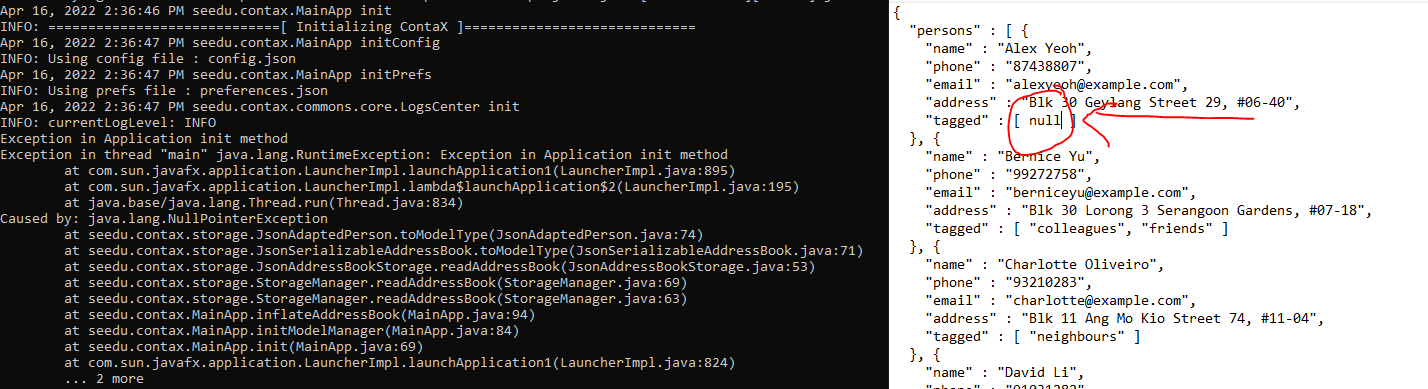 Apr 16, 2022 2:36:46 PM seedu.contax.MainApp init
INFO: =============================[ Initializing ContaX ]=============================
Apr 16, 2022 2:36:47 PM seedu.contax.MainApp initConfig
INFO: Using config file : config.json
Apr 16, 2022 2:36:47 PM seedu.contax.MainApp initPrefs
INFO: Using prefs file : preferences.json
Apr 16, 2022 2:36:47 PM seedu.contax.commons.core.LogsCenter init
INFO: currentLogLevel: INFO
Exception in Application init method
Exception in thread "main" java.lang.RuntimeException: Exception in Application init method
at com.sun.javafx.application.LauncherImpl.launchApplication1(LauncherImpl.java:895)
at com.sun.javafx.application.LauncherImpl.lambda$launchApplication$2(LauncherImpl.java:195)
at java.base/java.lang.Thread.run(Thread.java:834)
Caused by: java.lang.NullPointerException
at seedu.contax.storage.JsonAdaptedPerson.toModelType(JsonAdaptedPerson.java:74)
at seedu.contax.storage.JsonSerializableAddressBook.toModelType(JsonSerializableAddressBook.java:71)
at seedu.contax.storage.JsonAddressBookStorage.readAddressBook(JsonAddressBookStorage.java:53)
at seedu.contax.storage.StorageManager.readAddressBook(StorageManager.java:69)
at seedu.contax.storage.StorageManager.readAddressBook(StorageManager.java:63)
at seedu.contax.MainApp.inflateAddressBook(MainApp.java:94)
at seedu.contax.MainApp.initModelManager(MainApp.java:84)
at seedu.contax.MainApp.init(MainApp.java:69)
at com.sun.javafx.application.LauncherImpl.launchApplication1(LauncherImpl.java:824)
... 2 more
{
"persons" : [ {
"name" : "Alex Yeoh",
"phone" : "87438807",
"email" : "alexyeoh@example.com",
"address" : "Blk 30 Geylang Street 29, #06-40",
"tagged" : [ null ]
}, {
"name" : "Bernice Yu",
"phone" : "99272758",
"email" : "berniceyu@example.com",
"address" : "Blk 30 Lorong 3 Serangoon Gardens, #07-18",
"tagged" : [ "colleagues", "friends" ]
}, {
"name" : "Charlotte Oliveiro",
"phone" : "93210283",
"email" : "charlotte@example.com",
"address" : "Blk 11 Ang Mo Kio Street 74, #11-04",
"tagged" : [ "neighbours" ]
}, {
"name" : "David Li",
"phone" : "91031282"